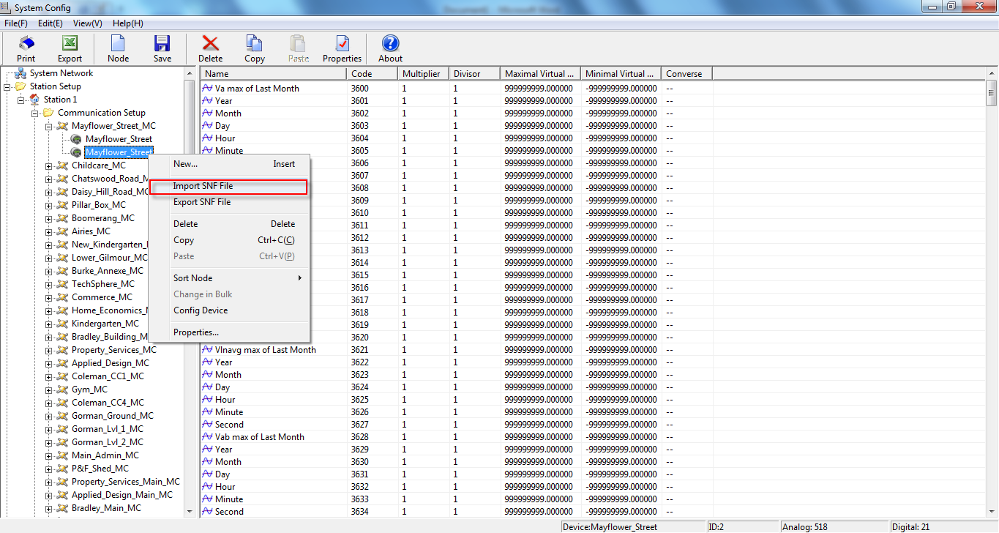 System Config
File(F) Edit(E) View(V) Help(H)
Print Export Node Save Delete Copy Paste Properties About
System Network
Station Setup
Station 1
Communication Setup
Mayflower_Street_MC
Mayflower_Street
Mayflower_Street
Childcare_MC
Chatswood_Road_M
Daisy_Hill_Road_MC
Pillar_Box_MC
Boomerang_MC
Airies_MC
New_Kindergarten_
Lower_Gilmour_MC
Burke_Annexe_MC
TechSphere_MC
Commerce_MC
Home_Economics_
Kindergarten_MC
Bradley_Building_M
Property_Services_MC
Applied_Design_MC
Coleman_CC1_MC
Gym_MC
Coleman_CC4_MC
Gorman_Ground_MC
Gorman_Lvl_1_MC
Gorman_Lvl_2_MC
Main_Admin_MC
P&F_Shed_MC
Property_Services_Main_MC
Applied_Design_Main_MC
Bradley_Main_MC
New... Insert
Import SNF File
Export SNF File
Delete Delete
Copy Ctrl+C(C)
Paste Ctrl+V(P)
Sort Node
Change in Bulk
Config Device
Properties...
Name Code Multiplier Divisor Maximal Virtual ... Minimal Virtual ... Converse
Va max of Last Month 3600 1 1 999999999.000000 -999999999.000000 --
Year 3601 1 1 999999999.000000 -999999999.000000 --
Month 3602 1 1 999999999.000000 -999999999.000000 --
Day 3603 1 1 999999999.000000 -999999999.000000 --
Hour 3604 1 1 999999999.000000 -999999999.000000 --
Minute 3605 1 1 999999999.000000 -999999999.000000 --
3606 1 1 999999999.000000 -999999999.000000 --
3607 1 1 999999999.000000 -999999999.000000 --
3608 1 1 999999999.000000 -999999999.000000 --
3609 1 1 999999999.000000 -999999999.000000 --
3610 1 1 999999999.000000 -999999999.000000 --
3611 1 1 999999999.000000 -999999999.000000 --
3612 1 1 999999999.000000 -999999999.000000 --
3613 1 1 999999999.000000 -999999999.000000 --
3614 1 1 999999999.000000 -999999999.000000 --
3615 1 1 999999999.000000 -999999999.000000 --
3616 1 1 999999999.000000 -999999999.000000 --
3617 1 1 999999999.000000 -999999999.000000 --
3618 1 1 999999999.000000 -999999999.000000 --
3619 1 1 999999999.000000 -999999999.000000 --
3620 1 1 999999999.000000 -999999999.000000 --
Vlnavg max of Last Month 3621 1 1 999999999.000000 -999999999.000000 --
Year 3622 1 1 999999999.000000 -999999999.000000 --
Month 3623 1 1 999999999.000000 -999999999.000000 --
Day 3624 1 1 999999999.000000 -999999999.000000 --
Hour 3625 1 1 999999999.000000 -999999999.000000 --
Minute 3626 1 1 999999999.000000 -999999999.000000 --
Second 3627 1 1 999999999.000000 -999999999.000000 --
Vab max of Last Month 3628 1 1 999999999.000000 -999999999.000000 --
Year 3629 1 1 999999999.000000 -999999999.000000 --
Month 3630 1 1 999999999.000000 -999999999.000000 --
Day 3631 1 1 999999999.000000 -999999999.000000 --
Hour 3632 1 1 999999999.000000 -999999999.000000 --
Minute 3633 1 1 999999999.000000 -999999999.000000 --
Second 3634 1 1 999999999.000000 -999999999.000000 --
Device:Mayflower_Street ID:2 Analog: 518 Digital: 21